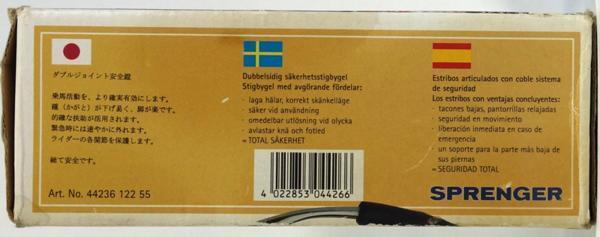 ダブルジョイント安全鐙
乗馬活動を、より確実有効にします。
踵（かがと）が下げ易く、脚が楽です。
的確な扶助が活用されます。
緊急時には速やかに外れます。
ライダーの各関節を保護します。
総て安全です。
Art. No. 44236 122 55
Dubbelsidig säkerhetsstigbygel
Stigbygel med avgörande fördelar:
· laga hälar, korrekt skänkelläge
· säker vid användning
· omedelbar utlösning vid olycka
· avlastar knä och fotled
= TOTAL SÄKERHET
4 022853 044266
Estribos articulados con coble sistema
de seguridad
Los estribos con ventajas concluyentes:
· tacones bajas, pantorrillas relajadas
· seguridad en movimiento
· liberación inmediata en caso de
emergencia
· un soporte para la parte más baja de
sus piernas
= SEGURIDAD TOTAL
SPRENGER